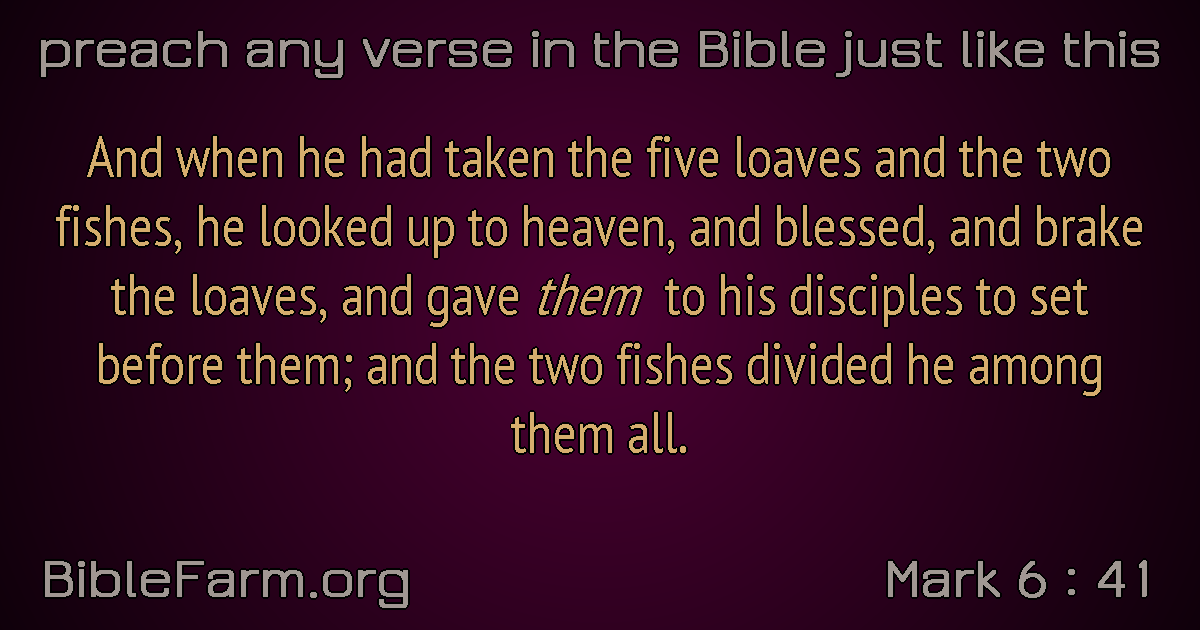 preach any verse in the Bible just like this
And when he had taken the five loaves and the two
fishes, he looked up to heaven, and blessed, and brake
the loaves, and gave them to his disciples to set
before them; and the two fishes divided he among
them all.
BibleFarm.org
Mark 6 : 41